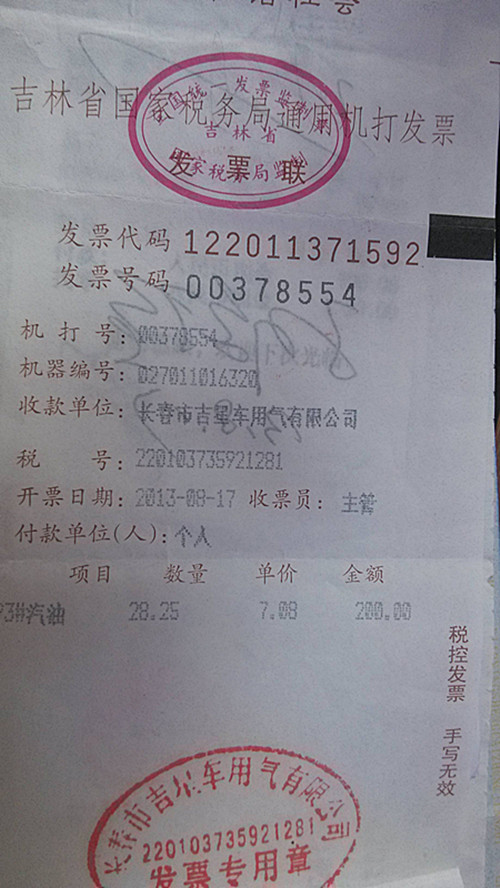 吉林省国家税务局通用机打发票
全国统一发票监制章
吉林省
国家税务局监制
发票联
发票代码 122011371592
发票号码 00378554
机打号：00378554
机器编号：027011016320
收款单位：长春市吉星车用气有限公司
税号：220103735921281
开票日期：2013-08-17 收票员：主管
付款单位(人)：个人
项目 数量 单价 金额
93#汽油 28.25 7.08 200.00
税控发票 手写无效
长春市吉星车用气有限公司
220103735921281
发票专用章